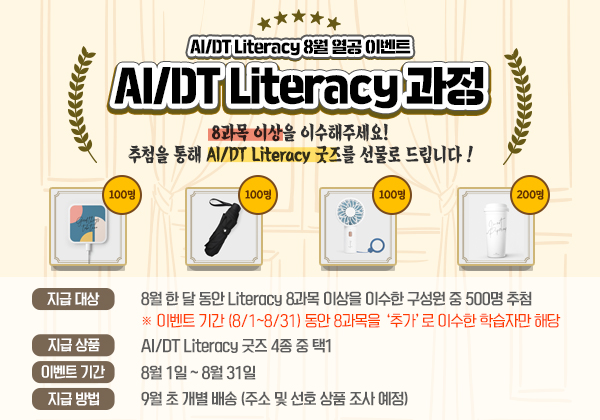 AI/DT Literacy 8월 열공 이벤트
AI/DT Literacy 과정
8과목 이상을 이수해주세요!
추첨을 통해 AI/DT Literacy 굿즈를 선물로 드립니다 !
100명 100명 100명 200명
지급 대상 8월 한 달 동안 Literacy 8과목 이상을 이수한 구성원 중 500명 추첨
※ 이벤트 기간 (8/1~8/31) 동안 8과목을 ‘추가’로 이수한 학습자만 해당
지급 상품 AI/DT Literacy 굿즈 4종 중 택1
이벤트 기간 8월 1일 ~ 8월 31일
지급 방법 9월 초 개별 배송 (주소 및 선호 상품 조사 예정)